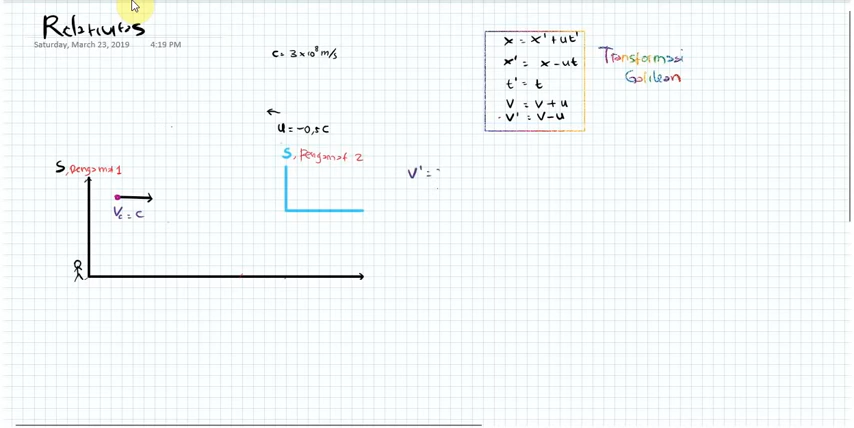 Relativitas
Saturday, March 23, 2019 4:19 PM
c = 3 x 10⁸ m/s
x = x' + ut'
x' = x - ut
t' = t
V = V + u
V' = V - u
Transformasi
Galilean
←
u = -0,5c
S, Pengamat 1
S, Pengamat 2
V' = ?
Vc = c